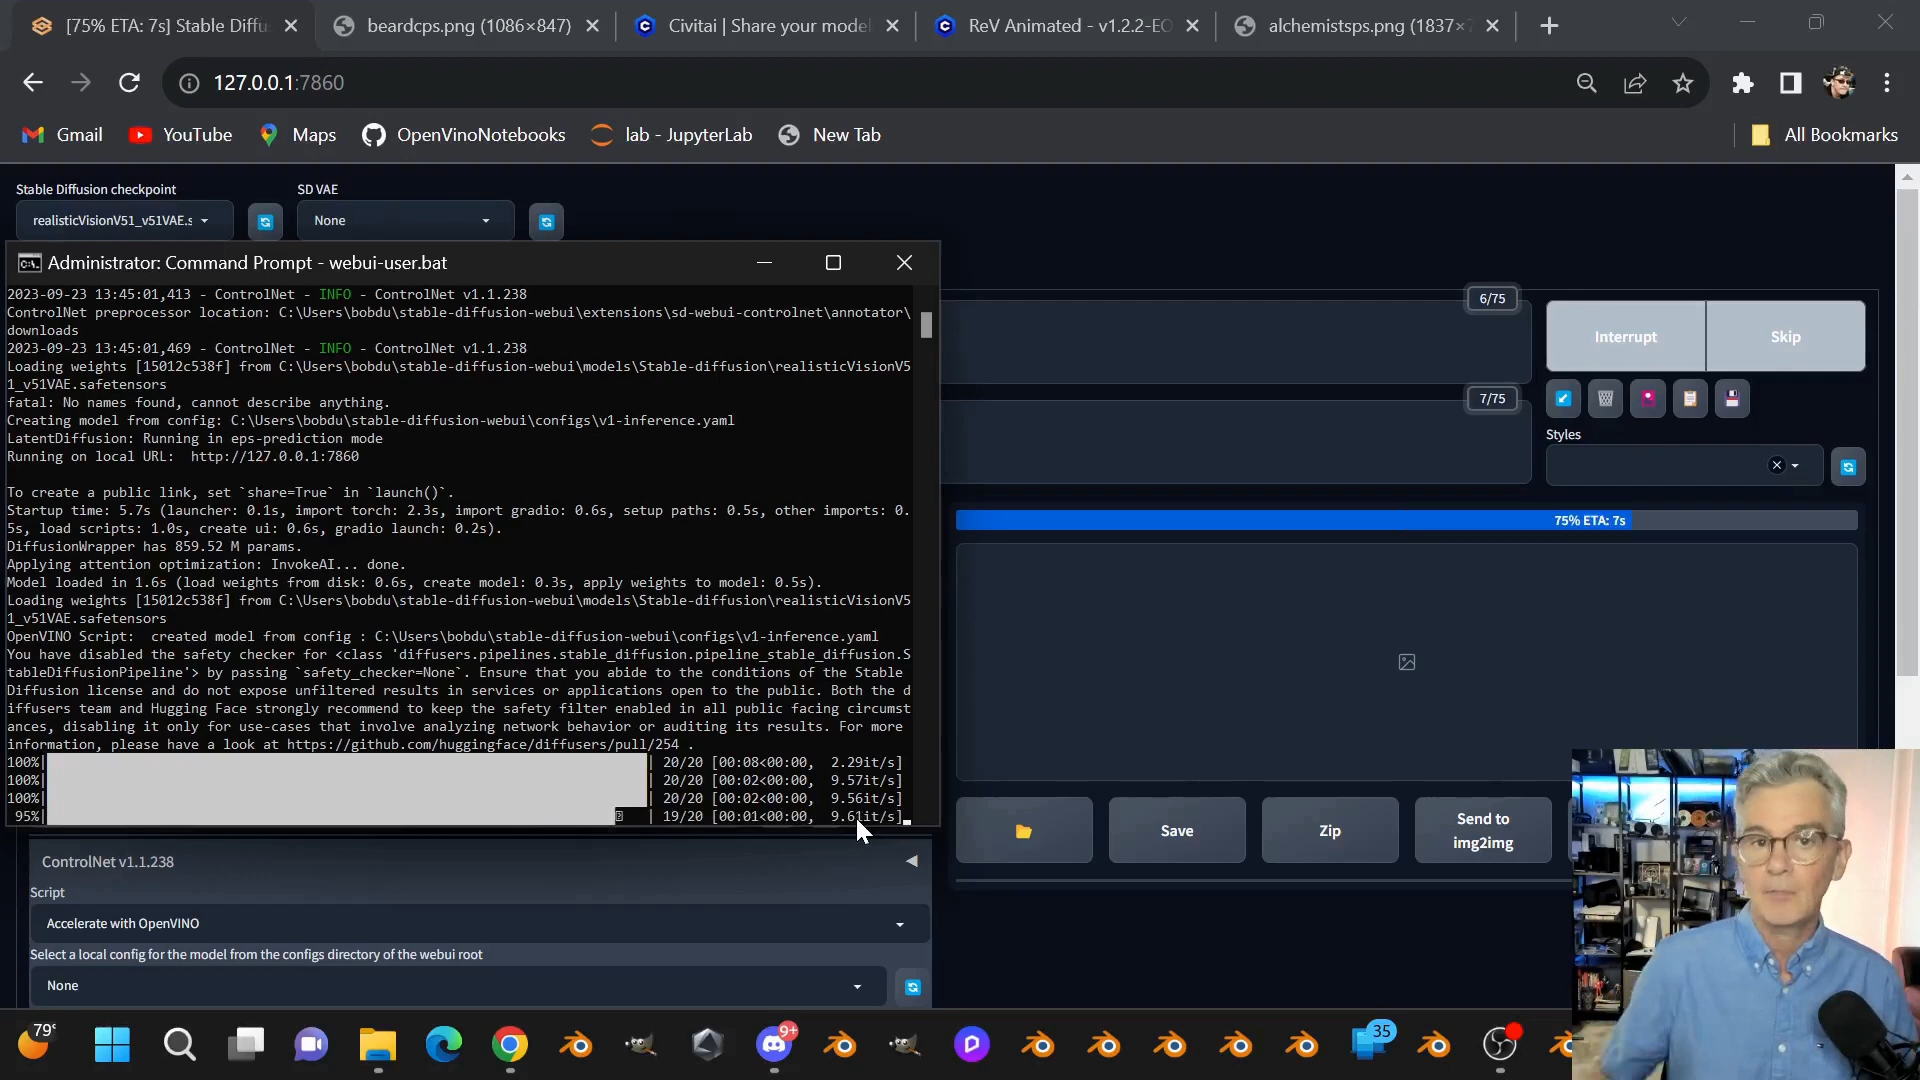 [75% ETA: 7s] Stable Diffu
beardcps.png (1086×847)
Civitai | Share your model
ReV Animated - v1.2.2-EO
alchemistsps.png (1837×7
127.0.0.1:7860
Gmail
YouTube
Maps
OpenVinoNotebooks
lab - JupyterLab
New Tab
All Bookmarks
Stable Diffusion checkpoint
SD VAE
realisticVisionV51_v51VAE.s
None
Administrator: Command Prompt - webui-user.bat
2023-09-23 13:45:01,413 - ControlNet - INFO - ControlNet v1.1.238
ControlNet preprocessor location: C:\Users\bobdu\stable-diffusion-webui\extensions\sd-webui-controlnet\annotator\
downloads
2023-09-23 13:45:01,469 - ControlNet - INFO - ControlNet v1.1.238
Loading weights [15012c538f] from C:\Users\bobdu\stable-diffusion-webui\models\Stable-diffusion\realisticVisionV5
1_v51VAE.safetensors
fatal: No names found, cannot describe anything.
Creating model from config: C:\Users\bobdu\stable-diffusion-webui\configs\v1-inference.yaml
LatentDiffusion: Running in eps-prediction mode
Running on local URL:  http://127.0.0.1:7860
To create a public link, set `share=True` in `launch()`.
Startup time: 5.7s (launcher: 0.1s, import torch: 2.3s, import gradio: 0.6s, setup paths: 0.5s, other imports: 0.
5s, load scripts: 1.0s, create ui: 0.6s, gradio launch: 0.2s).
DiffusionWrapper has 859.52 M params.
Applying attention optimization: InvokeAI... done.
Model loaded in 1.6s (load weights from disk: 0.6s, create model: 0.3s, apply weights to model: 0.5s).
Loading weights [15012c538f] from C:\Users\bobdu\stable-diffusion-webui\models\Stable-diffusion\realisticVisionV5
1_v51VAE.safetensors
OpenVINO Script:  created model from config : C:\Users\bobdu\stable-diffusion-webui\configs\v1-inference.yaml
You have disabled the safety checker for <class 'diffusers.pipelines.stable_diffusion.pipeline_stable_diffusion.S
tableDiffusionPipeline'> by passing `safety_checker=None`. Ensure that you abide to the conditions of the Stable
Diffusion license and do not expose unfiltered results in services or applications open to the public. Both the d
iffusers team and Hugging Face strongly recommend to keep the safety filter enabled in all public facing circumst
ances, disabling it only for use-cases that involve analyzing network behavior or auditing its results. For more
information, please have a look at https://github.com/huggingface/diffusers/pull/254 .
100%| | 20/20 [00:08<00:00,  2.29it/s]
100%| | 20/20 [00:02<00:00,  9.57it/s]
100%| | 20/20 [00:02<00:00,  9.56it/s]
95%| | 19/20 [00:01<00:00,  9.61it/s]
6/75
7/75
Interrupt
Skip
Styles
75% ETA: 7s
Save
Zip
Send to
img2img
ControlNet v1.1.238
Script
Accelerate with OpenVINO
Select a local config for the model from the configs directory of the webui root
None
79°
9+
35